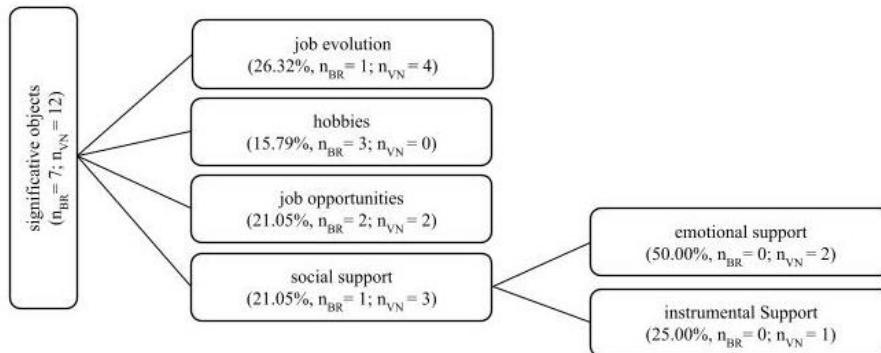 significative objects
(n_BR = 7; n_VN = 12)
job evolution
(26.32%, n_BR = 1; n_VN = 4)
hobbies
(15.79%, n_BR = 3; n_VN = 0)
job opportunities
(21.05%, n_BR = 2; n_VN = 2)
social support
(21.05%, n_BR = 1; n_VN = 3)
emotional support
(50.00%, n_BR = 0; n_VN = 2)
instrumental Support
(25.00%, n_BR = 0; n_VN = 1)